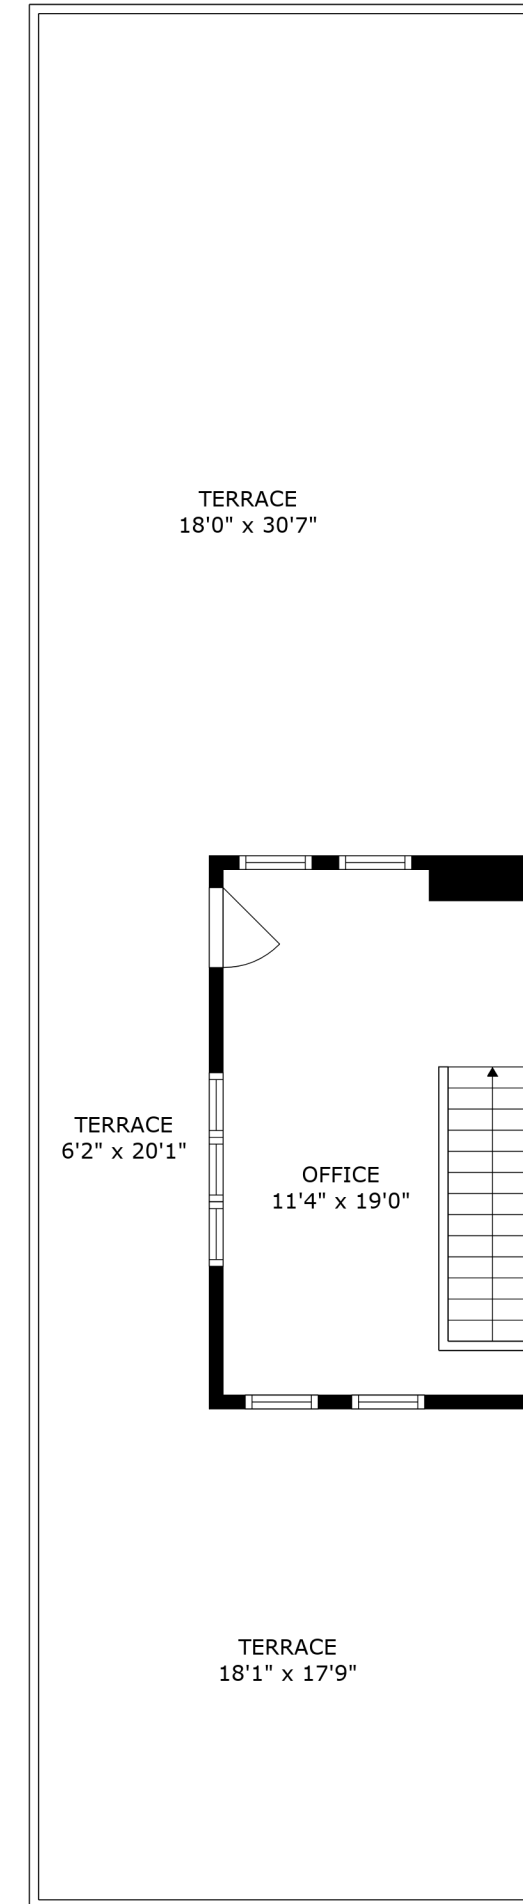 TERRACE
18'0" x 30'7"
TERRACE
6'2" x 20'1"
OFFICE
11'4" x 19'0"
TERRACE
18'1" x 17'9"